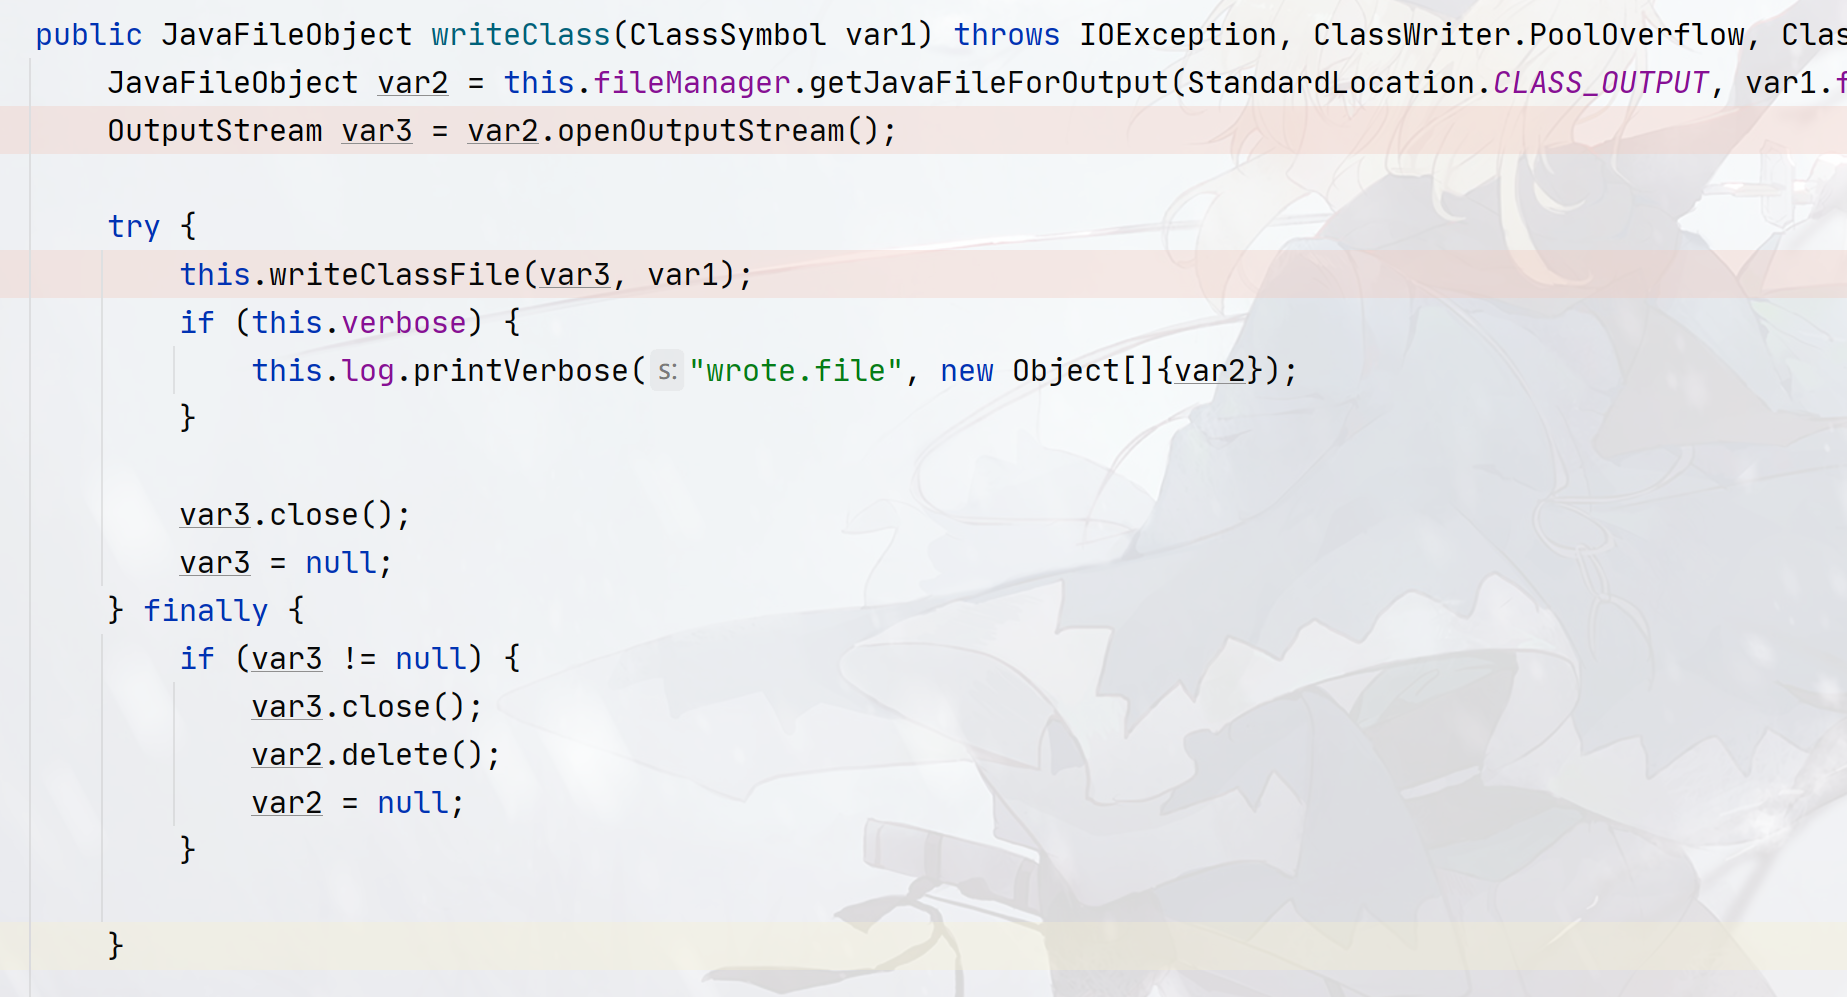 public JavaFileObject writeClass(ClassSymbol var1) throws IOException, ClassWriter.PoolOverflow,
JavaFileObject var2 = this.fileManager.getJavaFileForOutput(StandardLocation.CLASS_OUTPUT, var1.
OutputStream var3 = var2.openOutputStream();
try {
this.writeClassFile(var3, var1);
if (this.verbose) {
this.log.printVerbose( s: "wrote.file", new Object[]{var2});
}
var3.close();
var3 = null;
} finally {
if (var3 != null) {
var3.close();
var2.delete();
var2 = null;
}
}